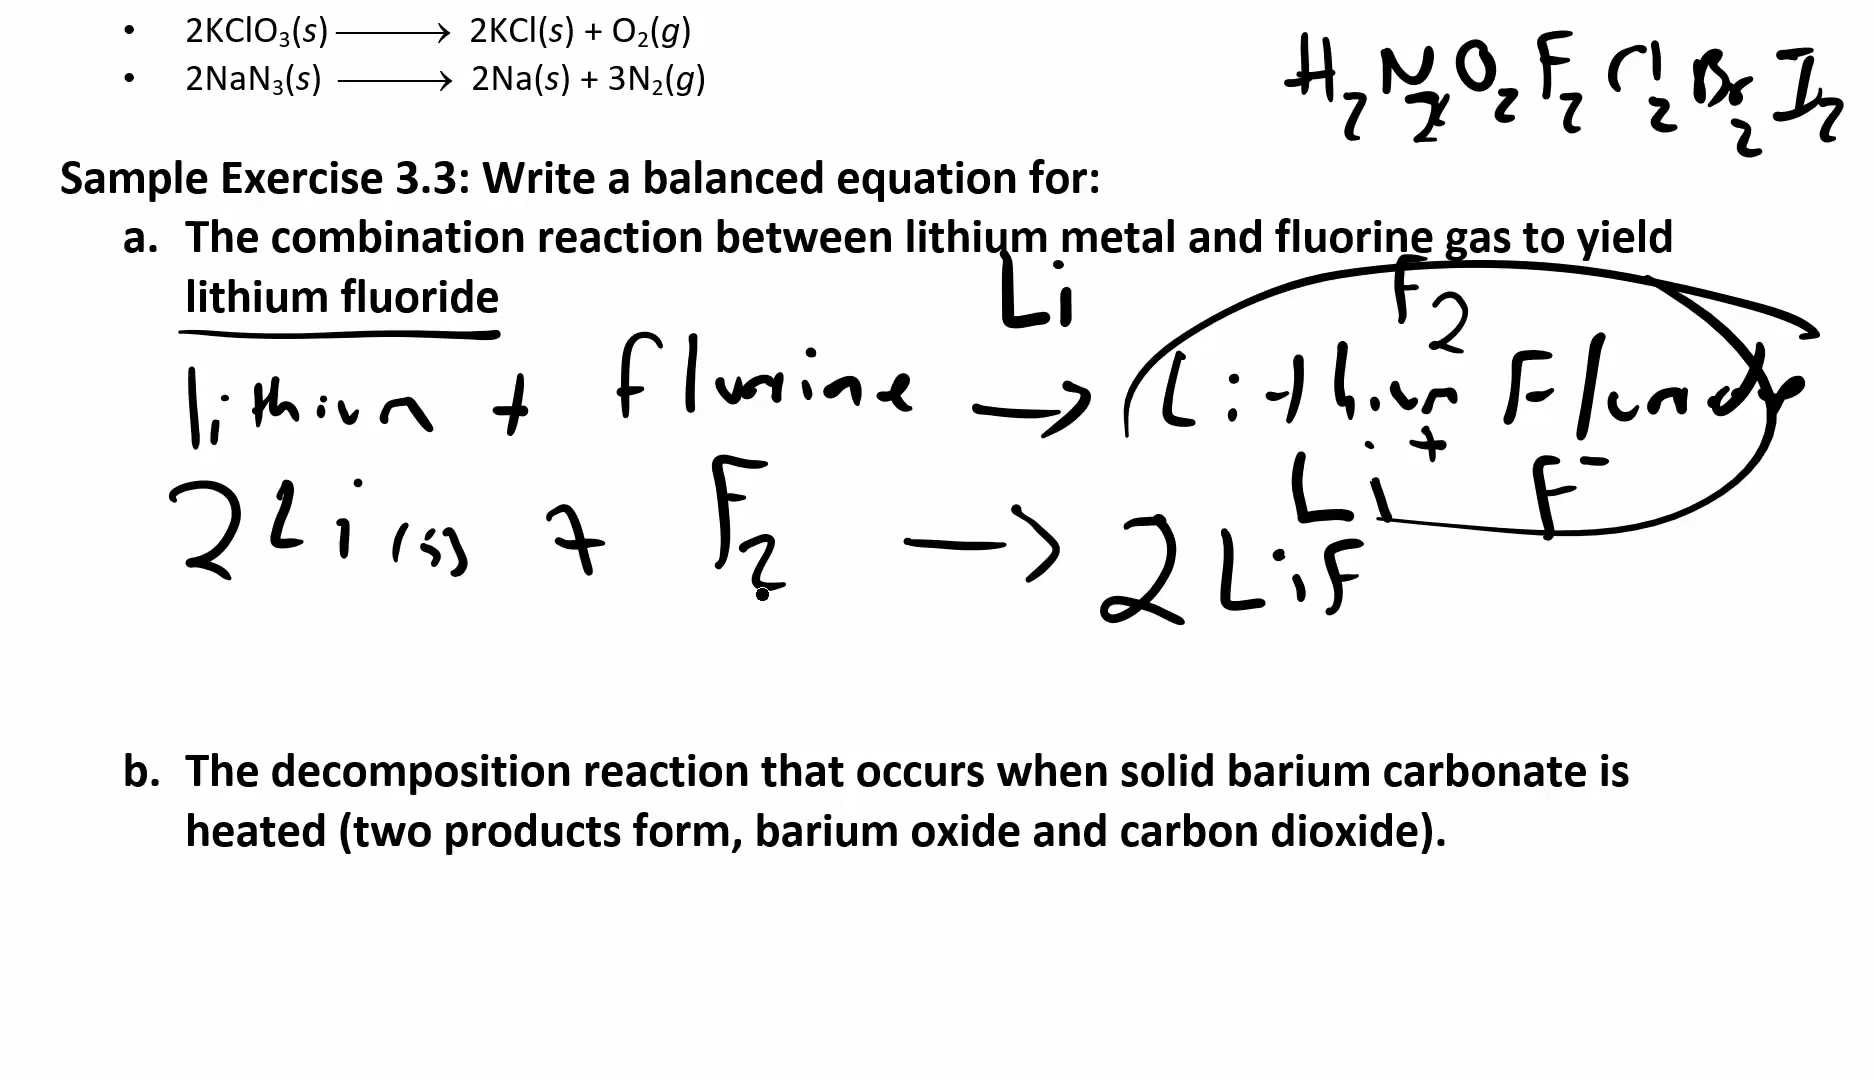 • 2KClO₃(s) ⟶ 2KCl(s) + O₂(g)
• 2NaN₃(s) ⟶ 2Na(s) + 3N₂(g)
H₂ N₂ O₂ F₂ Cl₂ Br₂ I₂
Sample Exercise 3.3: Write a balanced equation for:
a. The combination reaction between lithium metal and fluorine gas to yield
lithium fluoride
Li F₂
lithium + fluorine → Lithium Fluoride
Li⁺ F⁻
2Li(s) + F₂ → 2LiF
b. The decomposition reaction that occurs when solid barium carbonate is
heated (two products form, barium oxide and carbon dioxide).